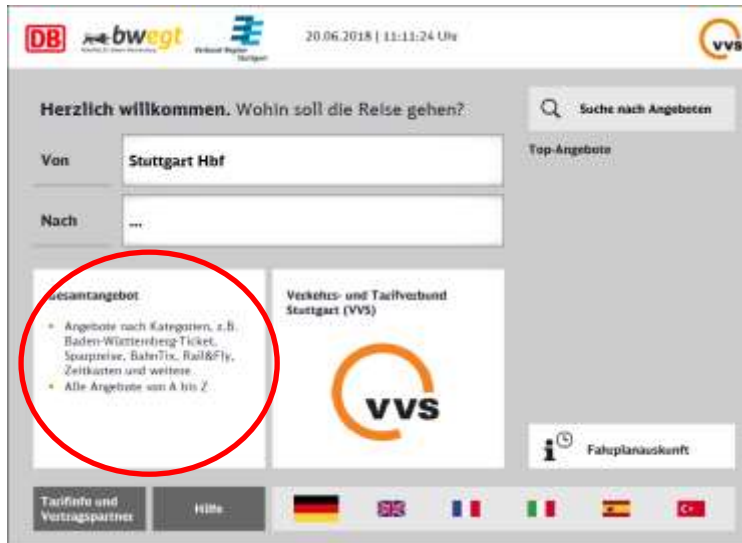 DB
bwegt
20.06.2018 | 11:11:24 Uhr
VVS
Herzlich willkommen. Wohin soll die Reise gehen?
Suche nach Angeboten
Von
Stuttgart Hbf
Top-Angebote
Nach
...
Gesamtangebot
• Angebote nach Kategorien, z.B.
Baden-Württemberg-Ticket,
Sparpreise, BahnTix, Rail&Fly,
Zeitkarten und weitere
• Alle Angebote von A bis Z
Verkehrs- und Tarifverbund
Stuttgart (VVS)
VVS
Fahrplanauskunft
Tarifinfo und
Vertragspartner
Hilfe